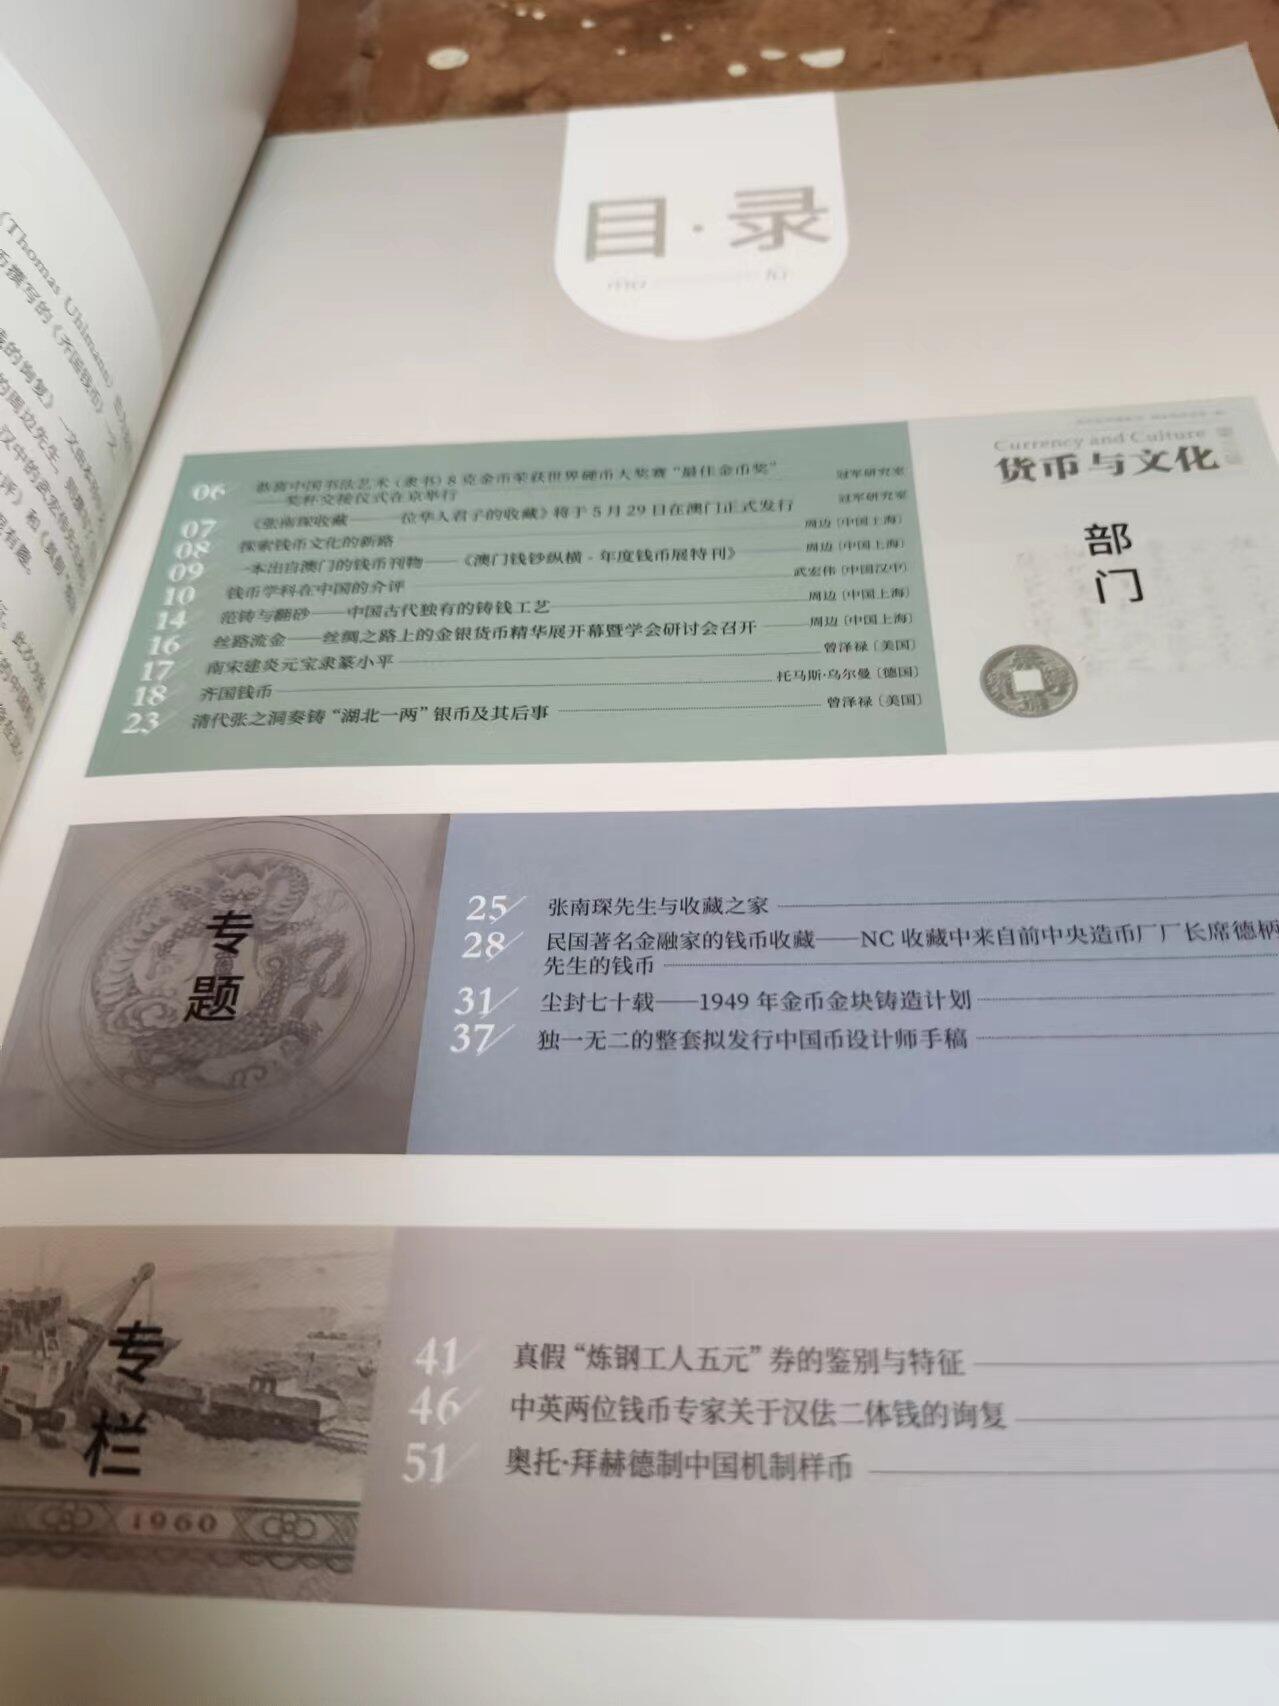 目·录
mu lu
Currency and Culture
货币与文化
部门
06 恭喜中国书法艺术（隶书）8克金币荣获世界硬币大奖赛“最佳金币奖”
——奖杯交接仪式在京举行 冠军研究室
07 《张南琛收藏——一位华人君子的收藏》将于5月29日在澳门正式发行 冠军研究室
08 探索钱币文化的新路 周边〔中国上海〕
09 一本出自澳门的钱币刊物——《澳门钱钞纵横-年度钱币展特刊》 周边〔中国上海〕
10 钱币学科在中国的介评 武宏伟〔中国汉中〕
14 范铸与翻砂——中国古代独有的铸钱工艺 周边〔中国上海〕
16 丝路流金——丝绸之路上的金银货币精华展开幕暨学会研讨会召开 周边〔中国上海〕
17 南宋建炎元宝隶篆小平 曾泽禄〔美国〕
18 齐国钱币 托马斯·乌尔曼〔德国〕
23 清代张之洞奏铸“湖北一两”银币及其后事 曾泽禄〔美国〕
专题
25 张南琛先生与收藏之家
28 民国著名金融家的钱币收藏——NC收藏中来自前中央造币厂厂长席德柄
先生的钱币
31 尘封七十载——1949年金币金块铸造计划
37 独一无二的整套拟发行中国币设计师手稿
专栏
1960
41 真假“炼钢工人五元”券的鉴别与特征
46 中英两位钱币专家关于汉佉二体钱的询复
51 奥托·拜赫德制中国机制样币